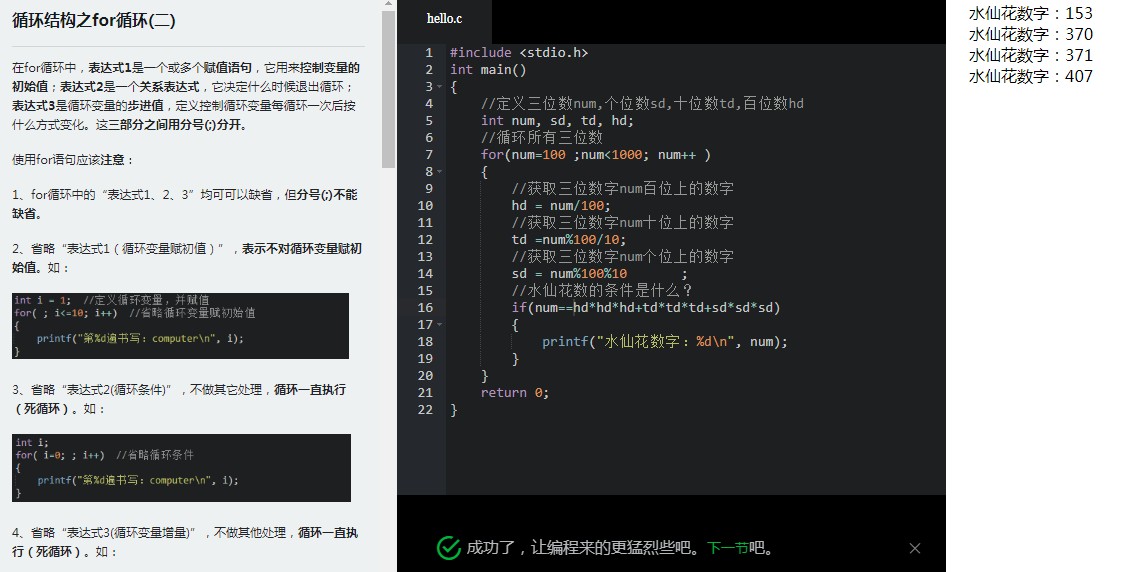 循环结构之for循环(二)
在for循环中，表达式1是一个或多个赋值语句，它用来控制变量的
初始值；表达式2是一个关系表达式，它决定什么时候退出循环；
表达式3是循环变量的步进值，定义控制循环变量每循环一次后按
什么方式变化。这三部分之间用分号(;)分开。
使用for语句应该注意：
1、for循环中的“表达式1、2、3”均可可以缺省，但分号(;)不能
缺省。
2、省略“表达式1（循环变量赋初值）”，表示不对循环变量赋初
始值。如：
int i = 1;  //定义循环变量，并赋值
for( ; i<=10; i++)  //省略循环变量赋初始值
{
printf("第%d遍书写：computer\n", i);
}
3、省略“表达式2(循环条件)”，不做其它处理，循环一直执行
（死循环）。如：
int i;
for( i=0; ; i++)  //省略循环条件
{
printf("第%d遍书写：computer\n", i);
}
4、省略“表达式3(循环变量增量)”，不做其他处理，循环一直执
行（死循环）。如：
hello.c
1 #include <stdio.h>
2 int main()
3 {
4 //定义三位数num,个位数sd,十位数td,百位数hd
5 int num, sd, td, hd;
6 //循环所有三位数
7 for(num=100 ;num<1000; num++ )
8 {
9 //获取三位数字num百位上的数字
10 hd = num/100;
11 //获取三位数字num十位上的数字
12 td =num%100/10;
13 //获取三位数字num个位上的数字
14 sd = num%100%10       ;
15 //水仙花数的条件是什么？
16 if(num==hd*hd*hd+td*td*td+sd*sd*sd)
17 {
18 printf("水仙花数字：%d\n", num);
19 }
20 }
21 return 0;
22 }
成功了，让编程来的更猛烈些吧。下一节吧。
水仙花数字：153
水仙花数字：370
水仙花数字：371
水仙花数字：407